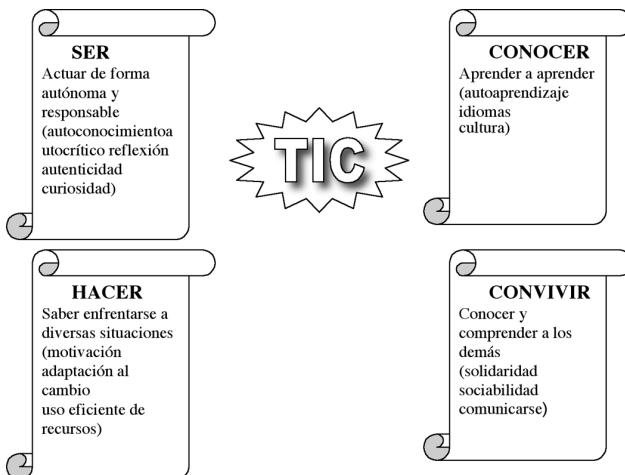 SER
Actuar de forma
autónoma y
responsable
(autoconocimientoa
utocrítico reflexión
autenticidad
curiosidad)
CONOCER
Aprender a aprender
(autoaprendizaje
idiomas
cultura)
TIC
HACER
Saber enfrentarse a
diversas situaciones
(motivación
adaptación al
cambio
uso eficiente de
recursos)
CONVIVIR
Conocer y
comprender a los
demás
(solidaridad
sociabilidad
comunicarse)